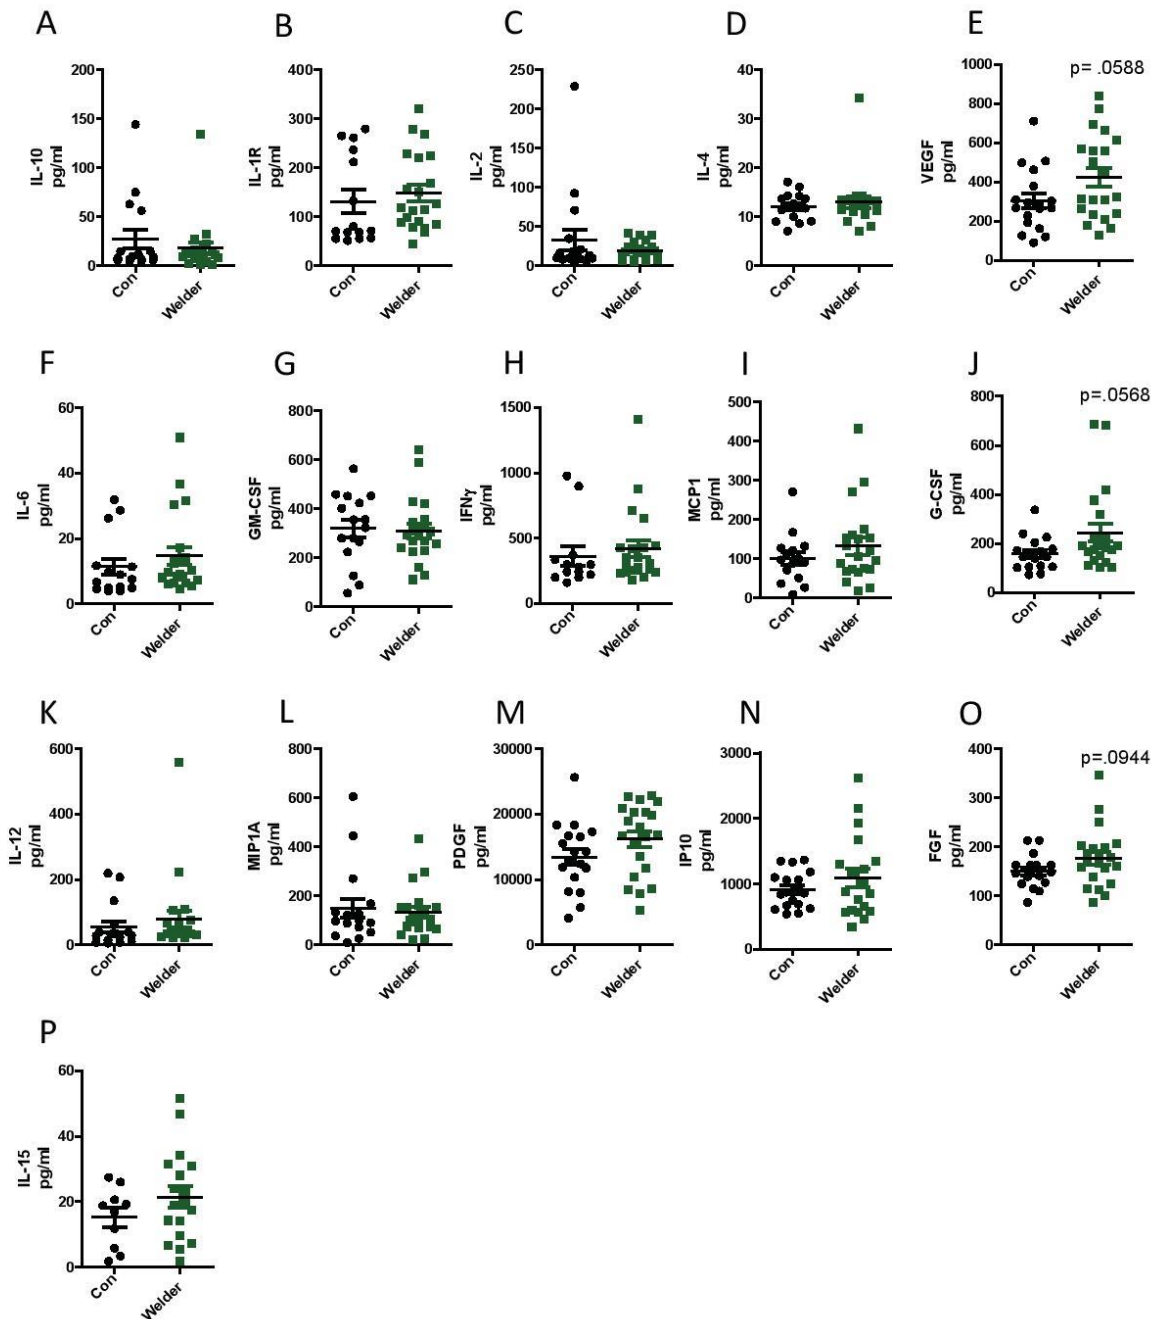 A
B
C
D
E
IL-10
pg/ml
200
150
100
50
0
Con
Welder
IL-1R
pg/ml
400
300
200
100
0
Con
Welder
IL-2
pg/ml
250
200
150
100
50
0
Con
Welder
IL-4
pg/ml
40
30
20
10
0
Con
Welder
VEGF
pg/ml
1000
800
600
400
200
0
p= .0588
Con
Welder
F
G
H
I
J
IL-6
pg/ml
60
40
20
0
Con
Welder
GM-CSF
pg/ml
800
600
400
200
0
Con
Welder
IFNγ
pg/ml
1500
1000
500
0
Con
Welder
MCP1
pg/ml
500
400
300
200
100
0
Con
Welder
G-CSF
pg/ml
800
600
400
200
0
p=.0568
Con
Welder
K
L
M
N
O
IL-12
pg/ml
600
400
200
0
Con
Welder
MIP1A
pg/ml
800
600
400
200
0
Con
Welder
PDGF
pg/ml
30000
20000
10000
0
Con
Welder
IP10
pg/ml
3000
2000
1000
0
Con
Welder
FGF
pg/ml
400
300
200
100
0
p=.0944
Con
Welder
P
IL-15
pg/ml
60
40
20
0
Con
Welder